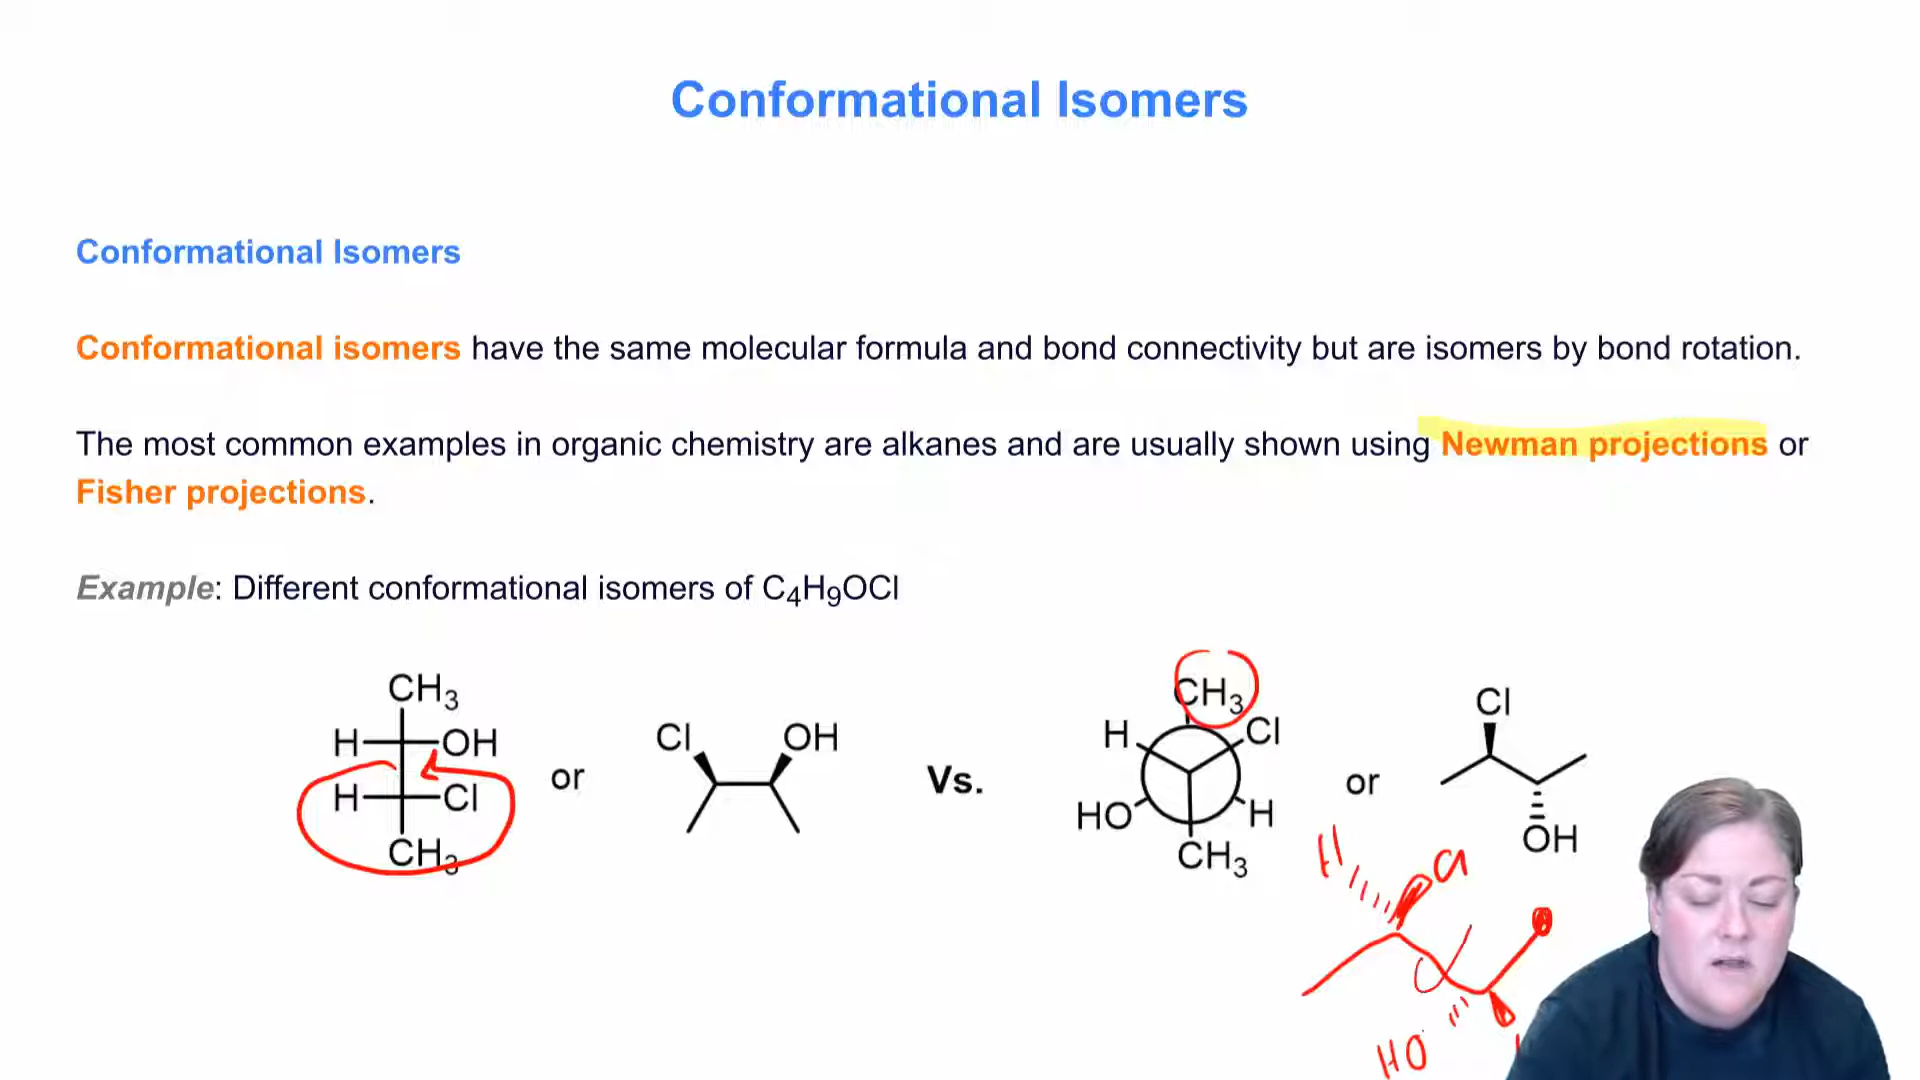 Conformational Isomers
Conformational Isomers
Conformational isomers have the same molecular formula and bond connectivity but are isomers by bond rotation.
The most common examples in organic chemistry are alkanes and are usually shown using Newman projections or
Fisher projections.
Example: Different conformational isomers of C₄H₉OCl
CH₃
H OH
H Cl
CH₃
or
Cl OH
Vs.
CH₃
H Cl
HO H
CH₃
or
Cl
OH
H Cl
HO